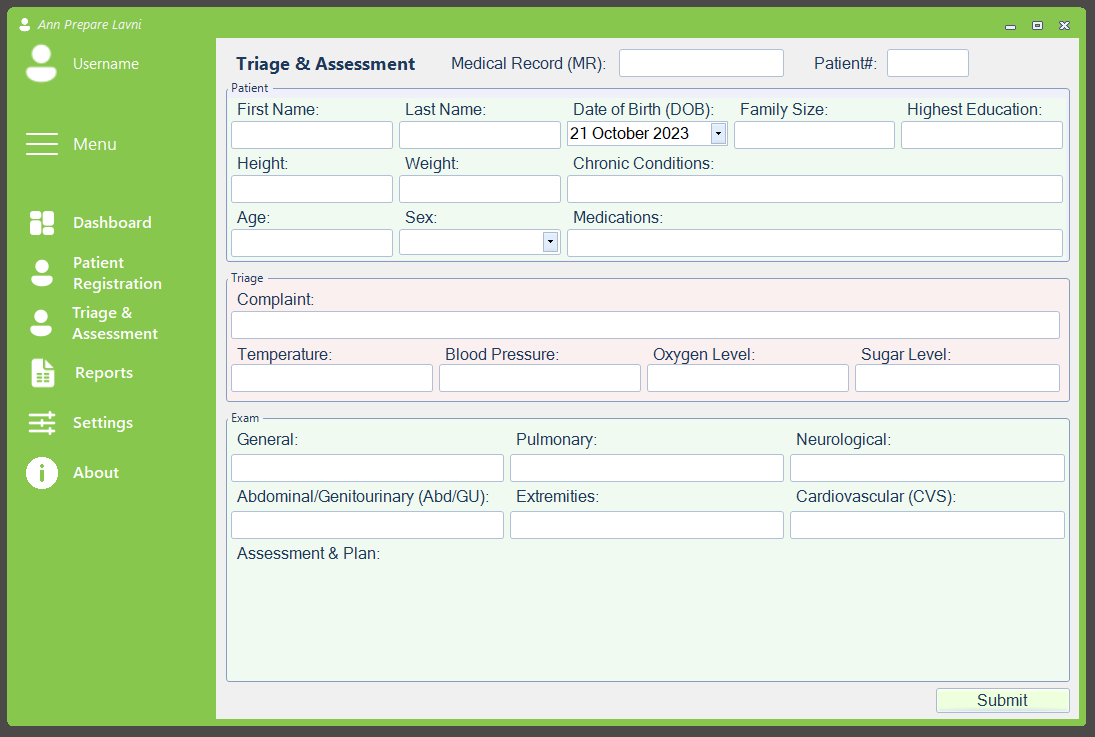 Ann Prepare Lavni
Username
Menu
Dashboard
Patient
Registration
Triage &
Assessment
Reports
Settings
About
Triage & Assessment Medical Record (MR): Patient#:
Patient
First Name: Last Name: Date of Birth (DOB): Family Size: Highest Education:
21 October 2023
Height: Weight: Chronic Conditions:
Age: Sex: Medications:
Triage
Complaint:
Temperature: Blood Pressure: Oxygen Level: Sugar Level:
Exam
General: Pulmonary: Neurological:
Abdominal/Genitourinary (Abd/GU): Extremities: Cardiovascular (CVS):
Assessment & Plan:
Submit